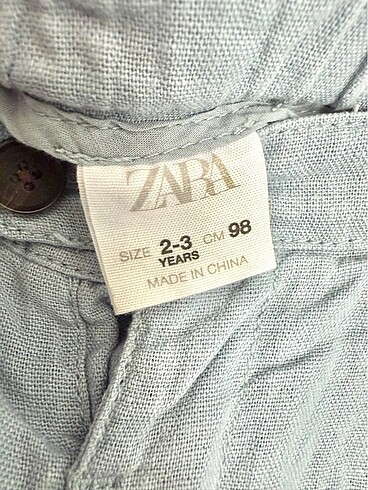 ZARA
SIZE 2-3 YEARS CM 98
MADE IN CHINA